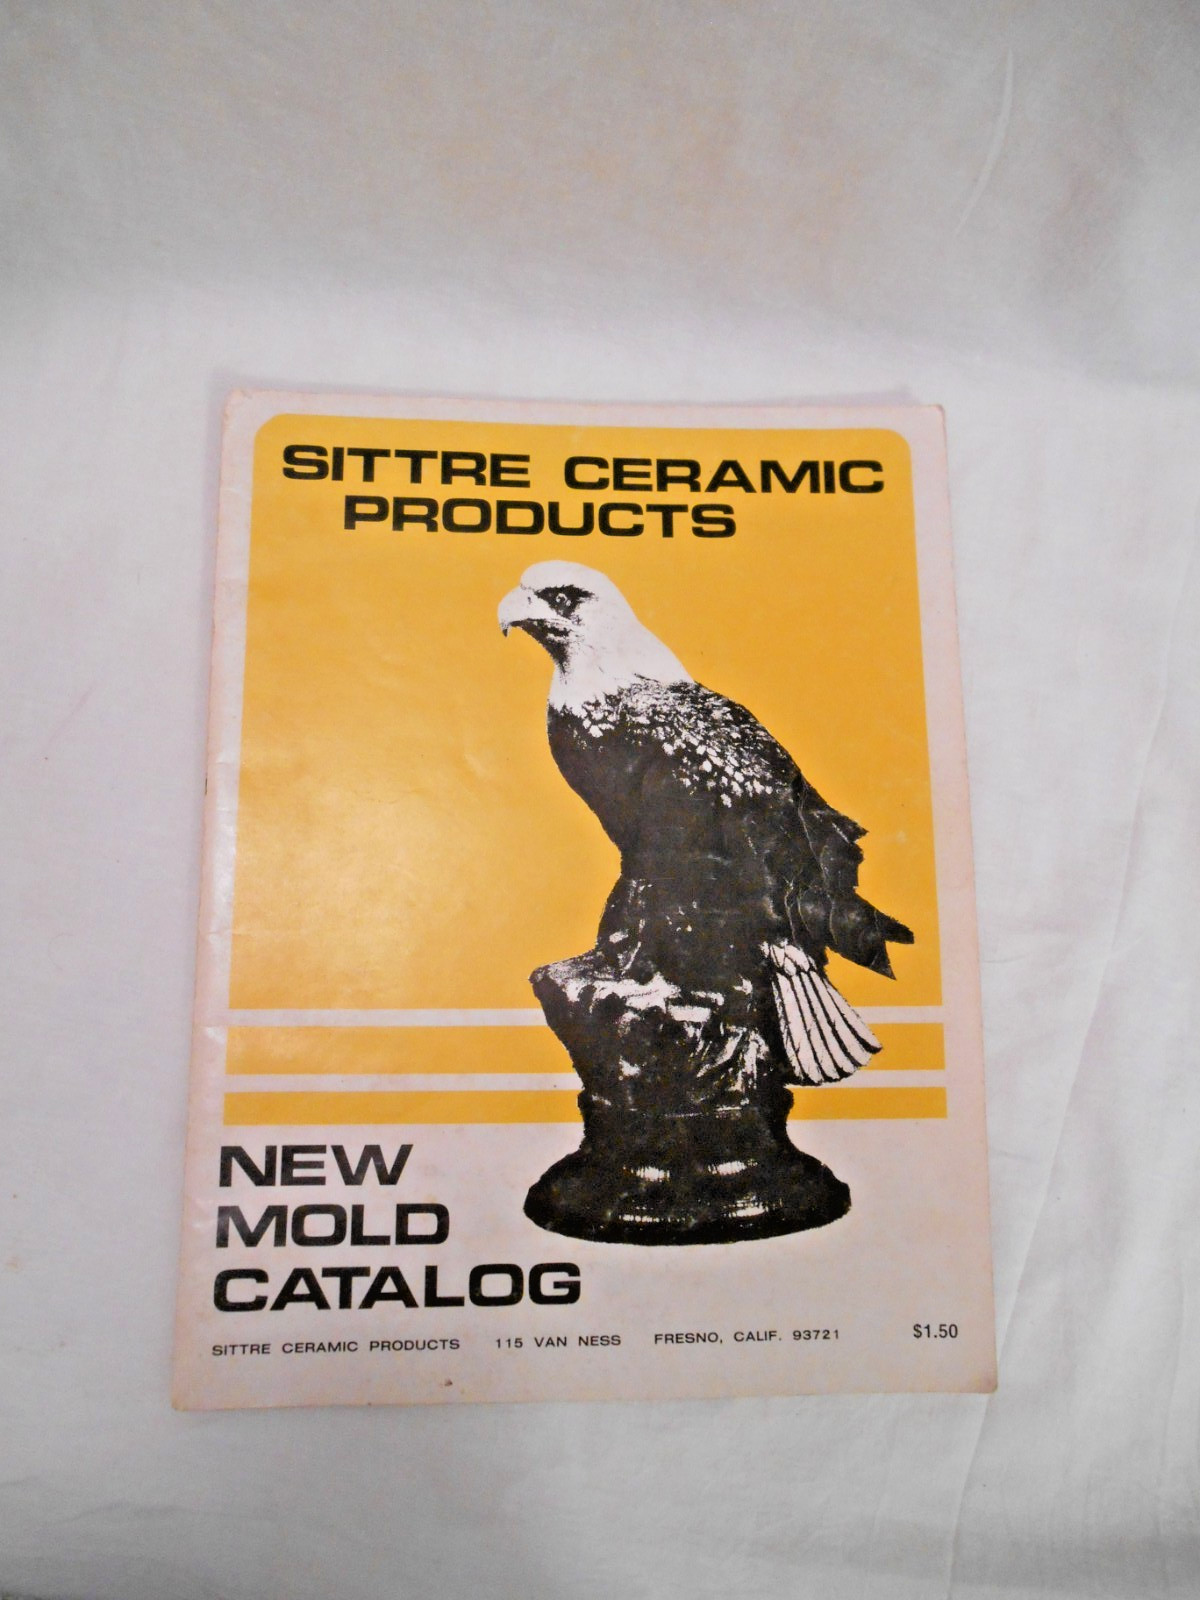 SITTRE CERAMIC
PRODUCTS
NEW
MOLD
CATALOG
SITTRE CERAMIC PRODUCTS 115 VAN NESS FRESNO, CALIF. 93721 $1.50